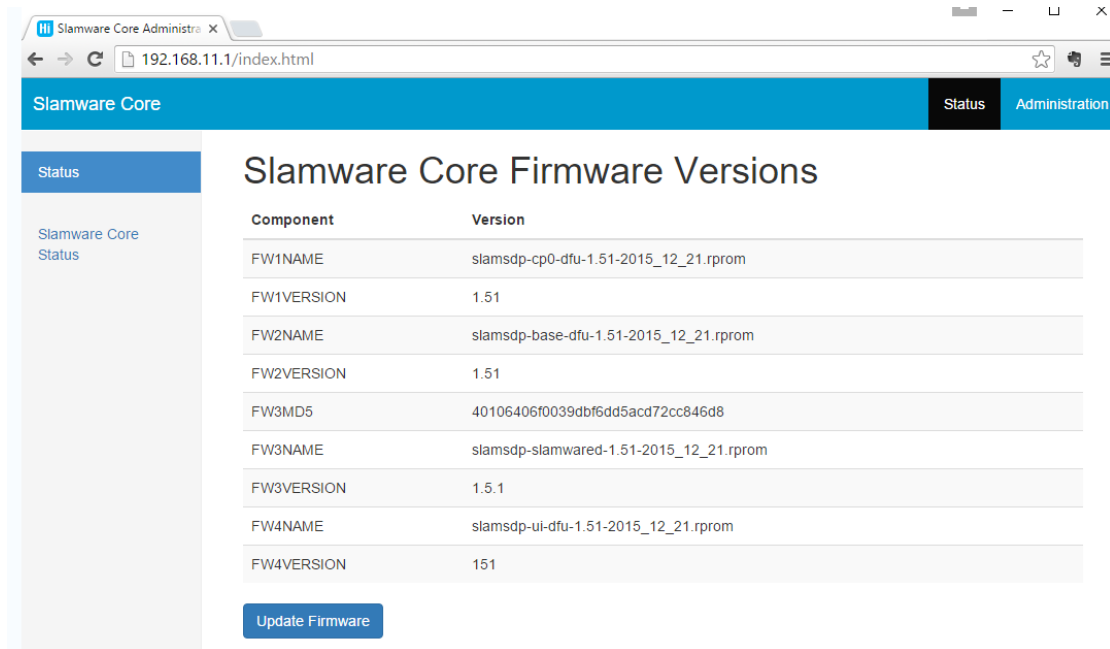 Hi Slamware Core Administra
192.168.11.1/index.html
Slamware Core Status Administration
Status
Slamware Core
Status
Slamware Core Firmware Versions
Component Version
FW1NAME slamsdp-cp0-dfu-1.51-2015_12_21.rprom
FW1VERSION 1.51
FW2NAME slamsdp-base-dfu-1.51-2015_12_21.rprom
FW2VERSION 1.51
FW3MD5 40106406f0039dbf6dd5acd72cc846d8
FW3NAME slamsdp-slamwared-1.51-2015_12_21.rprom
FW3VERSION 1.5.1
FW4NAME slamsdp-ui-dfu-1.51-2015_12_21.rprom
FW4VERSION 151
Update Firmware